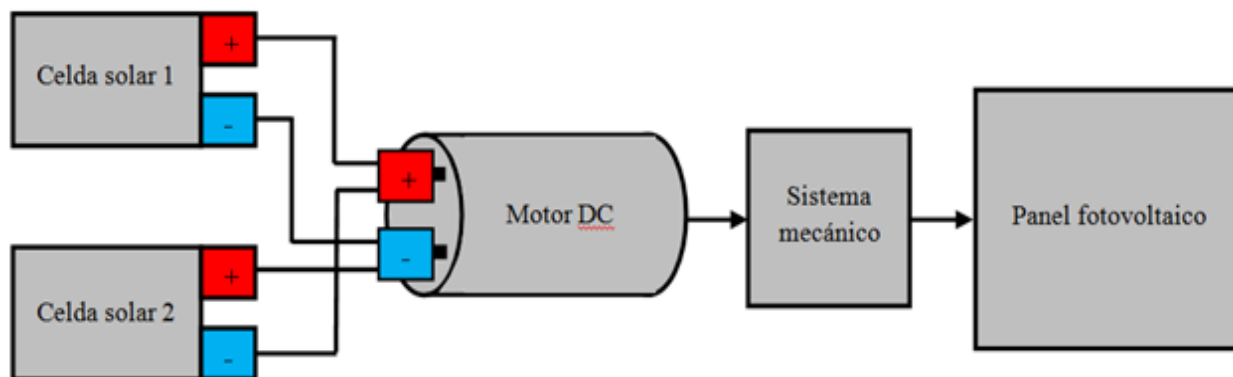 +
Celda solar 1
-
+
Motor DC
-
Sistema
mecánico
Panel fotovoltaico
+
Celda solar 2
-